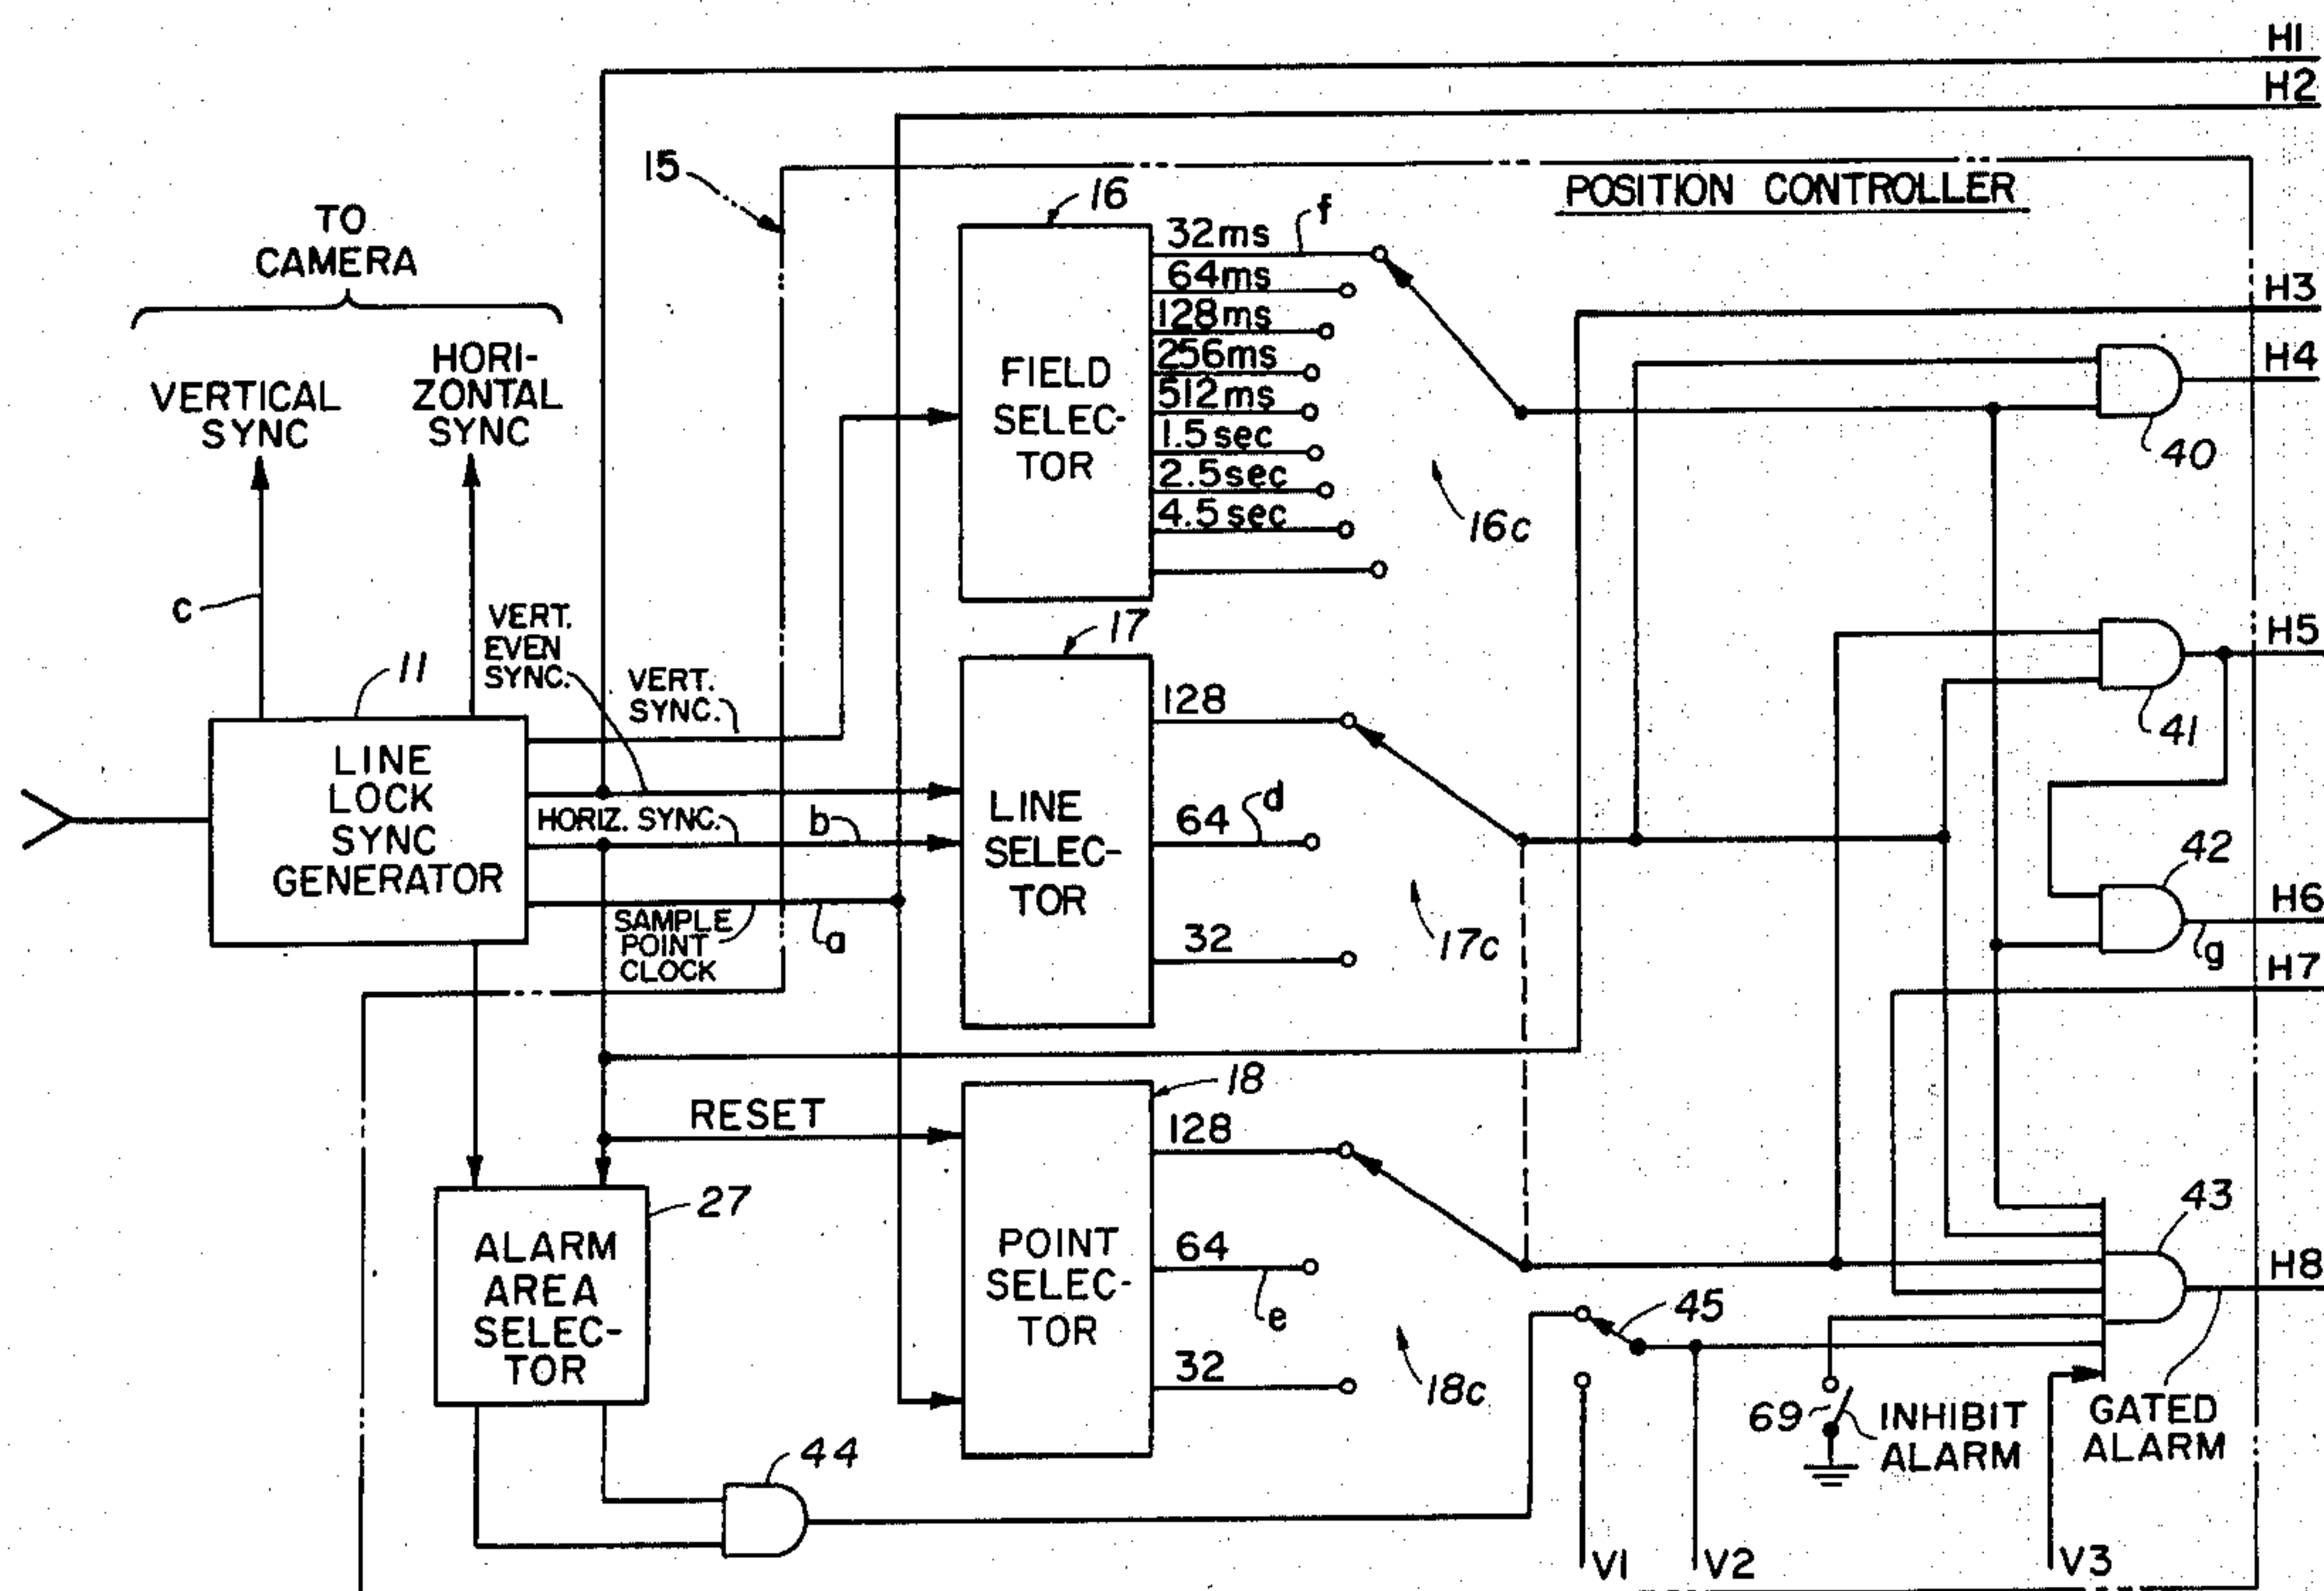 H1
H2
15
16
POSITION CONTROLLER
TO
CAMERA
32ms
f
64ms
128ms
256ms
512ms
1.5sec
2.5sec
4.5sec
H3
H4
VERTICAL
SYNC
HORI-
ZONTAL
SYNC
FIELD
SELEC-
TOR
40
16c
c
VERT.
EVEN
SYNC.
VERT.
SYNC.
11
17
H5
41
LINE
LOCK
SYNC
GENERATOR
HORIZ. SYNC.
b
SAMPLE
POINT
CLOCK
a
LINE
SELEC-
TOR
128
64
d
32
17c
42
H6
g
H7
RESET
18
128
27
ALARM
AREA
SELEC-
TOR
POINT
SELEC-
TOR
64
e
32
18c
45
43
H8
69
INHIBIT
ALARM
GATED
ALARM
44
V1
V2
V3